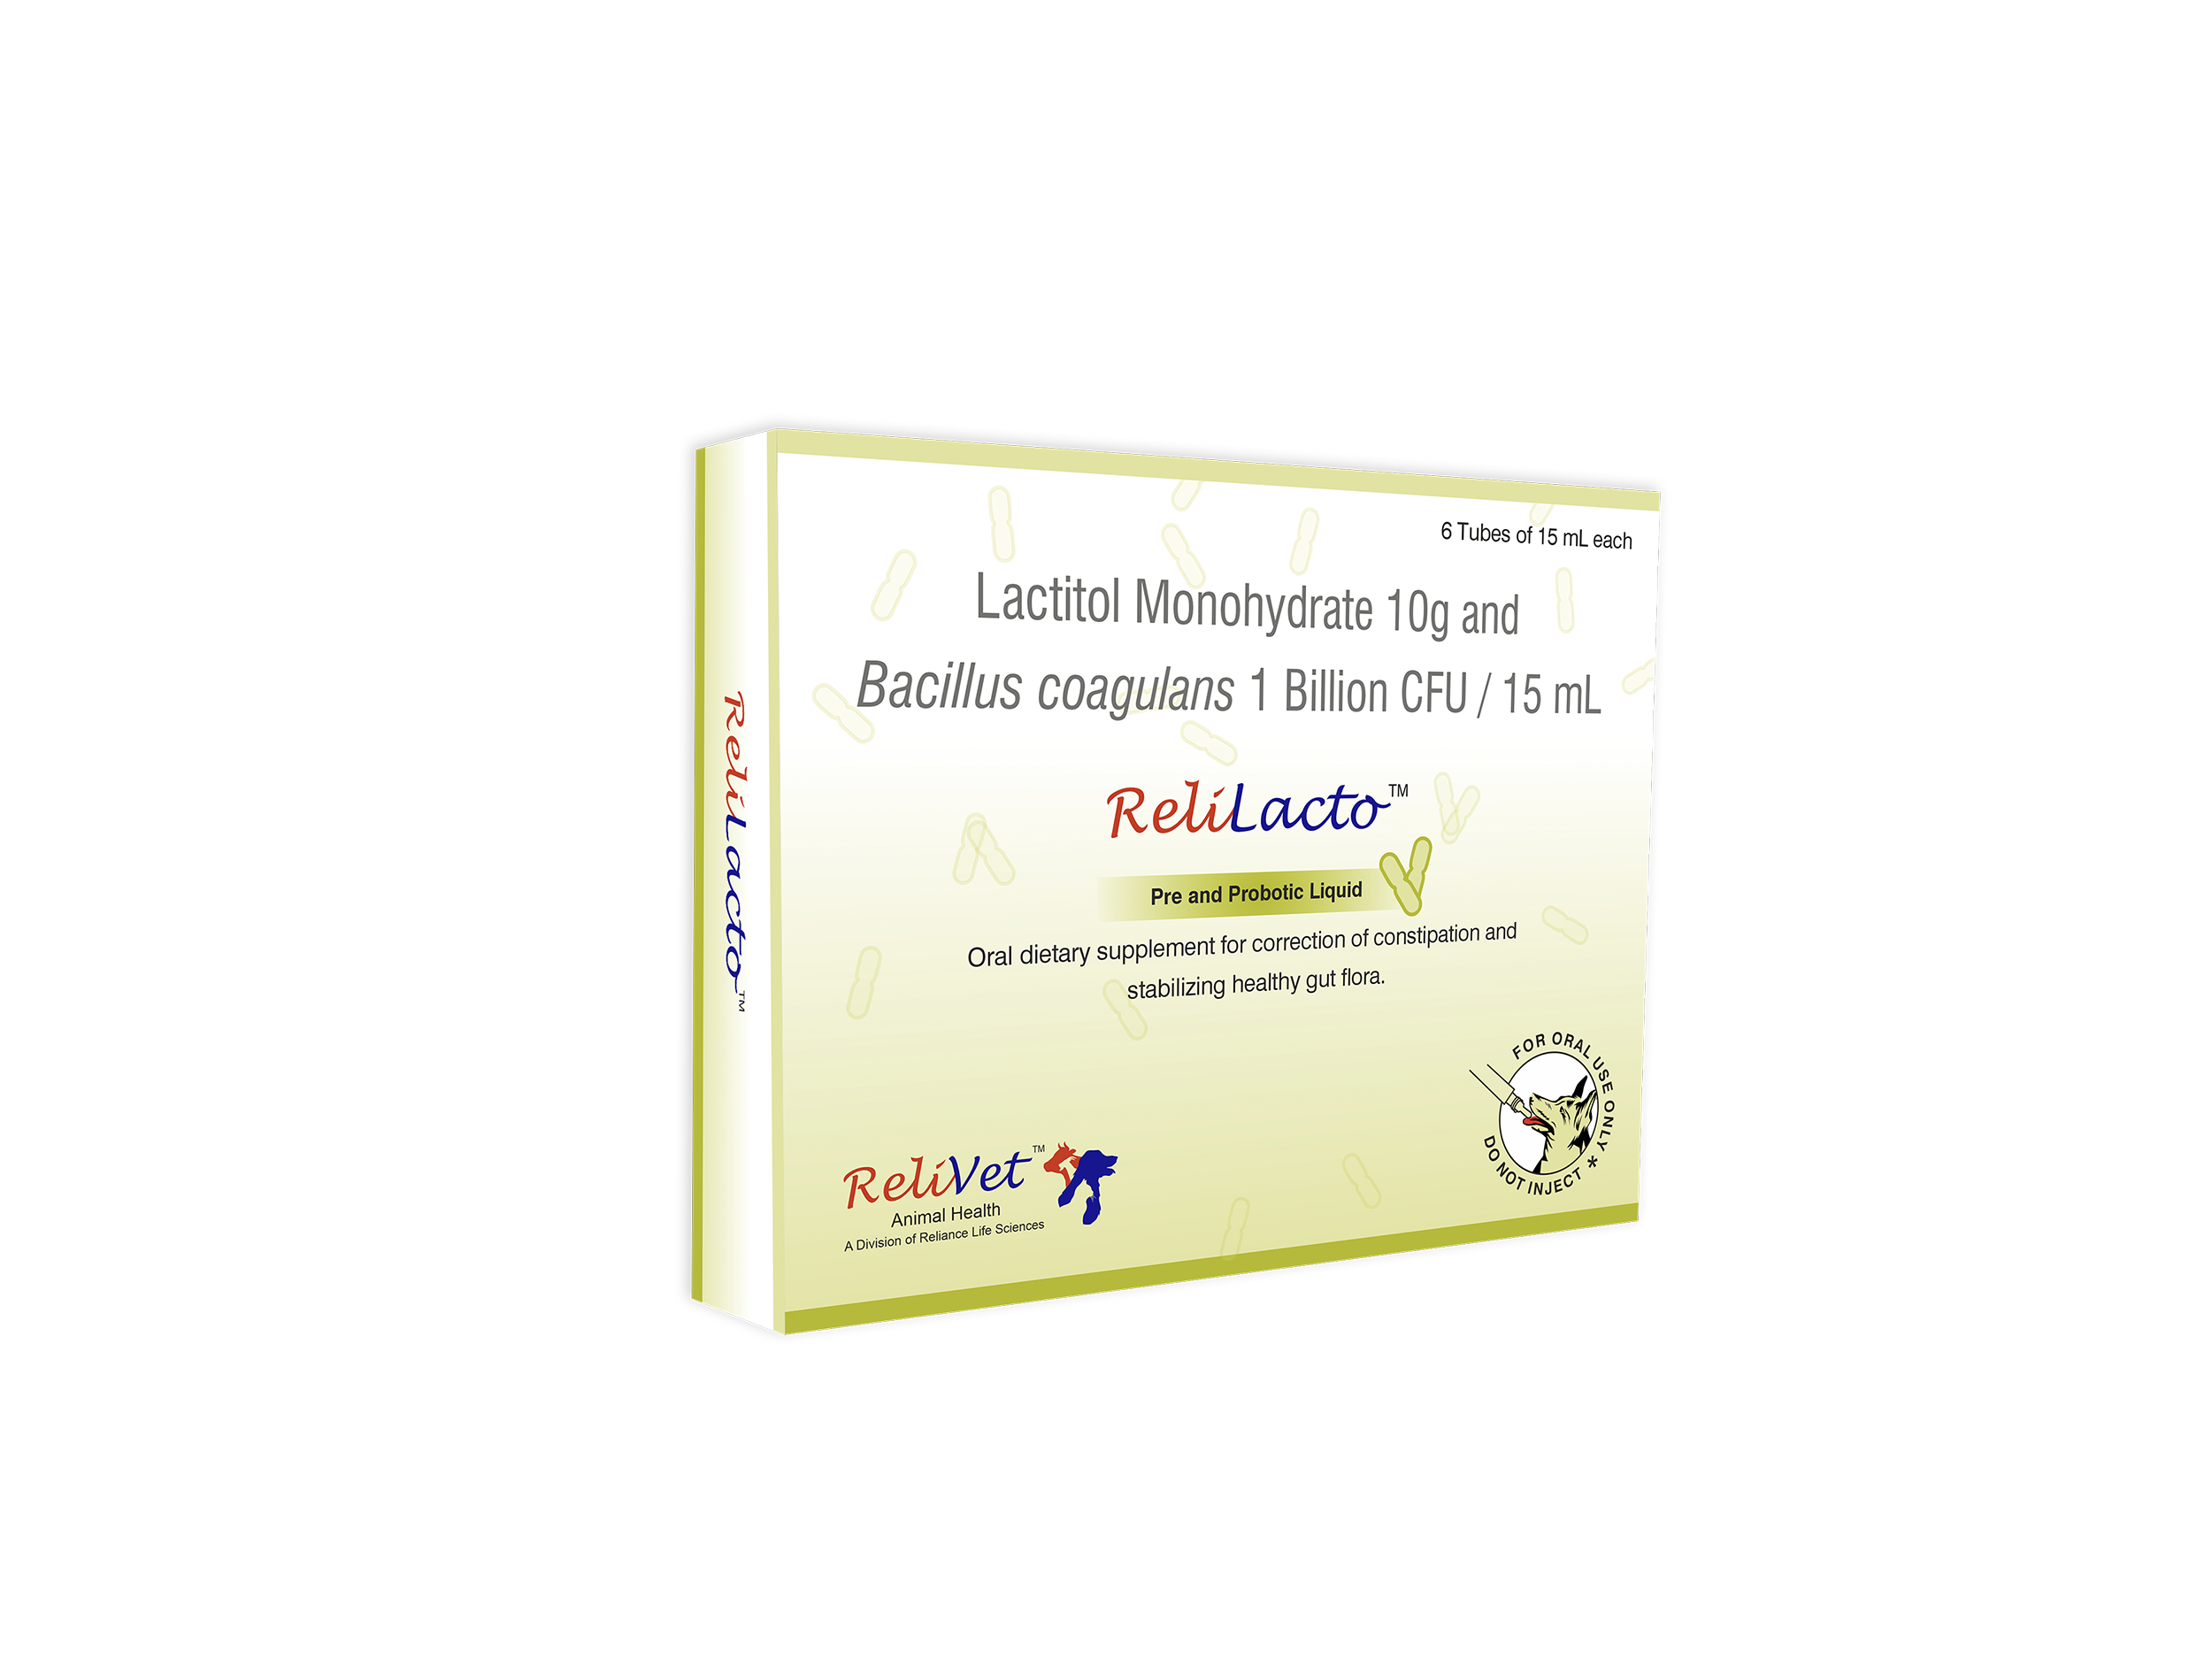 6 Tubes of 15 mL each
Lactitol Monohydrate 10g and
Bacillus coagulans 1 Billion CFU / 15 mL
ReliLacto™
Pre and Probotic Liquid
Oral dietary supplement for correction of constipation and
stabilizing healthy gut flora.
FOR ORAL USE ONLY *
DO NOT INJECT
ReliVet™
Animal Health
A Division of Reliance Life Sciences
ReliLacto™